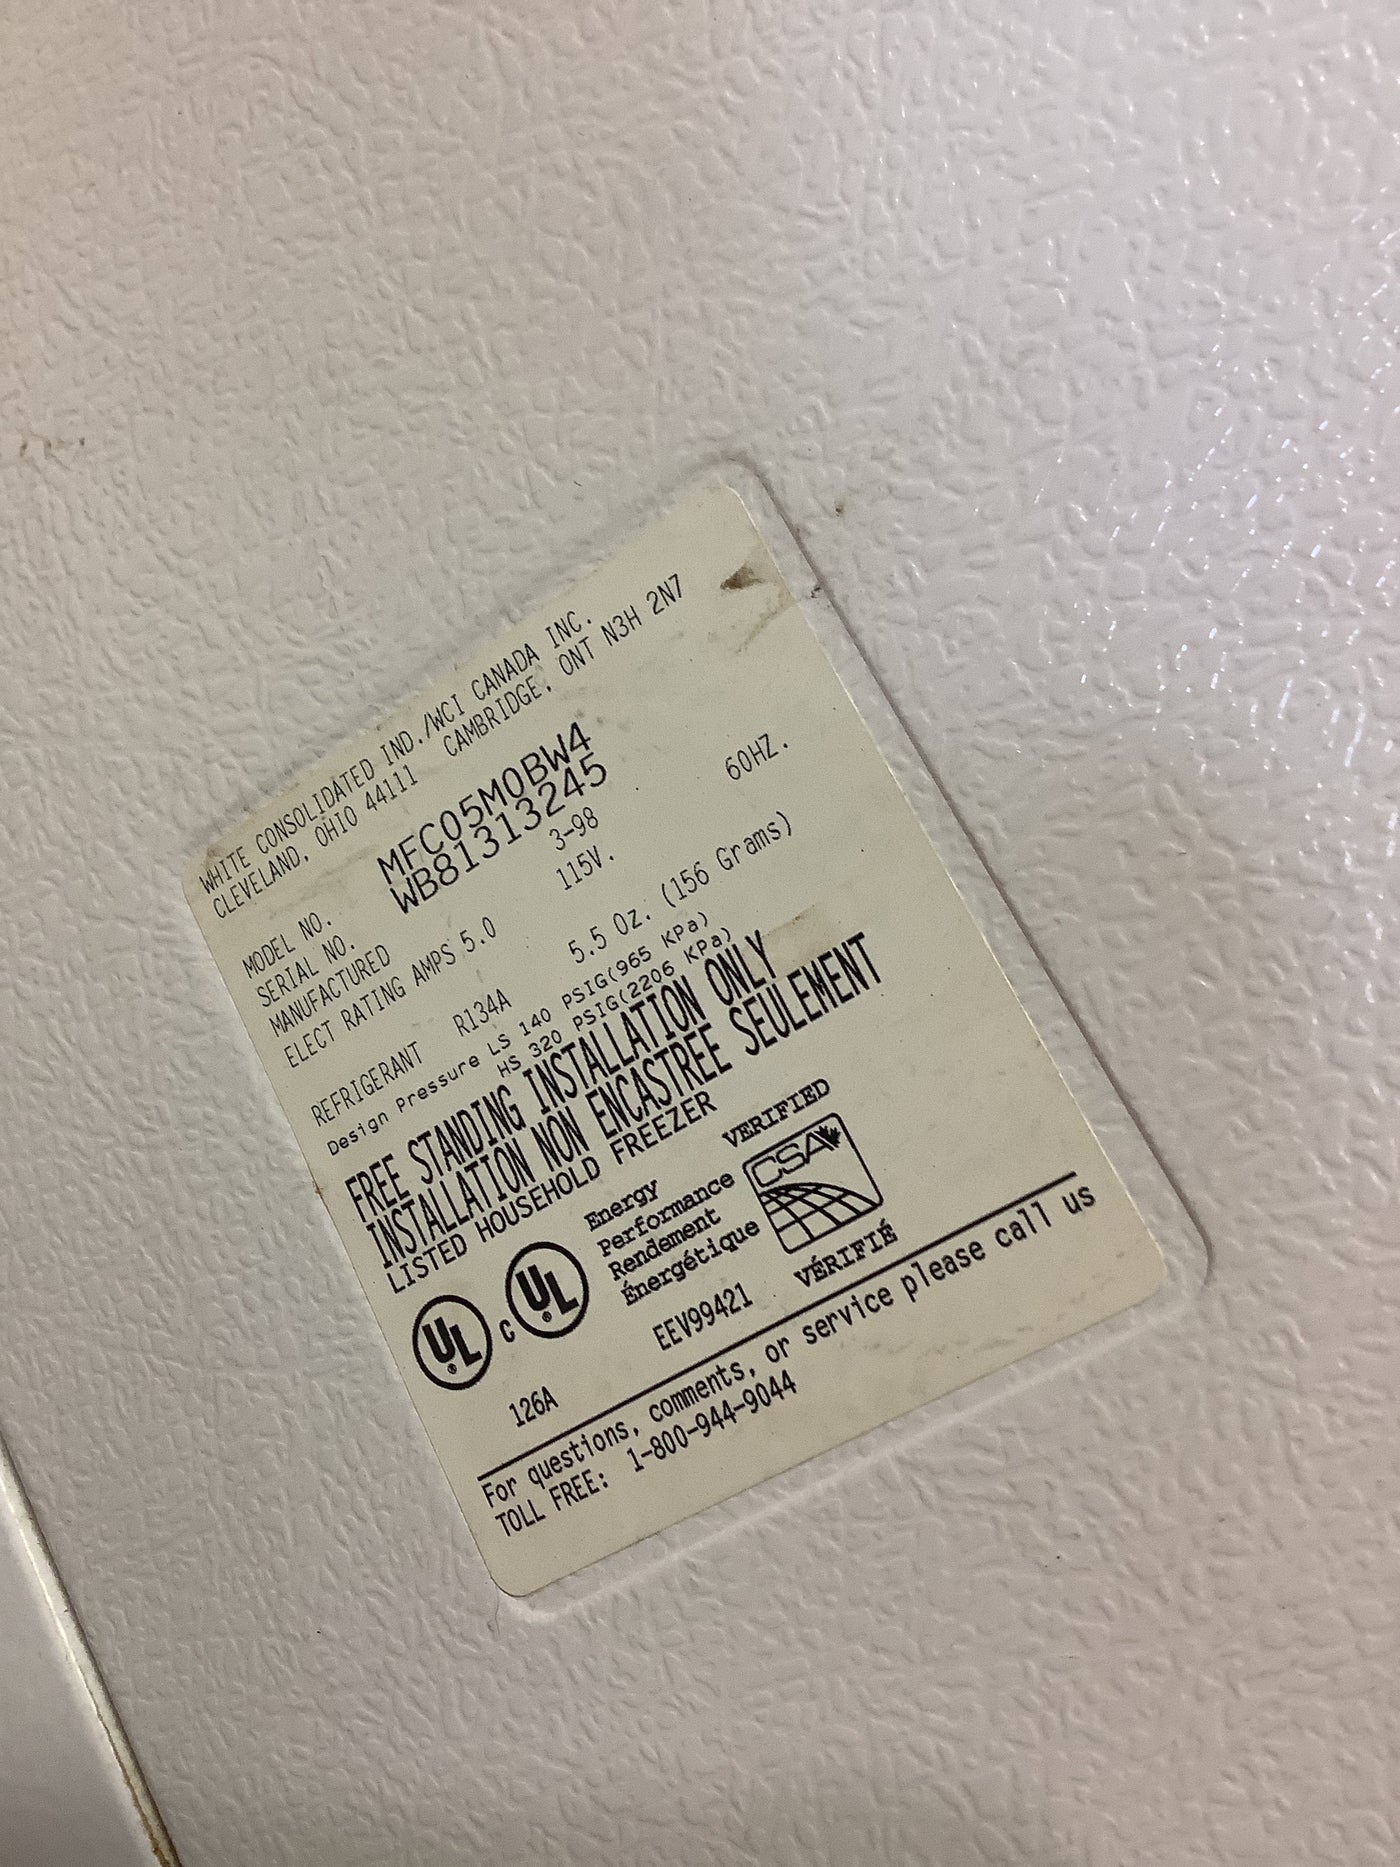 WHITE CONSOLIDATED IND./WCI CANADA INC.
CLEVELAND, OHIO 44111 CAMBRIDGE, ONT N3H 2N7
MODEL NO. MFC05M0BW4
SERIAL NO. WB81313245
MANUFACTURED 3-98
ELECT RATING AMPS 5.0 115V. 60HZ.
REFRIGERANT R134A 5.5 Oz. (156 Grams)
Design Pressure LS 140 PSIG(965 KPa)
HS 320 PSIG(2206 KPa)
FREE STANDING INSTALLATION ONLY
INSTALLATION NON ENCASTREE SEULEMENT
LISTED HOUSEHOLD FREEZER
UL ® C UL ®
Energy
Performance
Rendement
Énergétique
VERIFIED
CSA
VÉRIFIÉ
126A EEV99421
For questions, comments, or service please call us
TOLL FREE: 1-800-944-9044